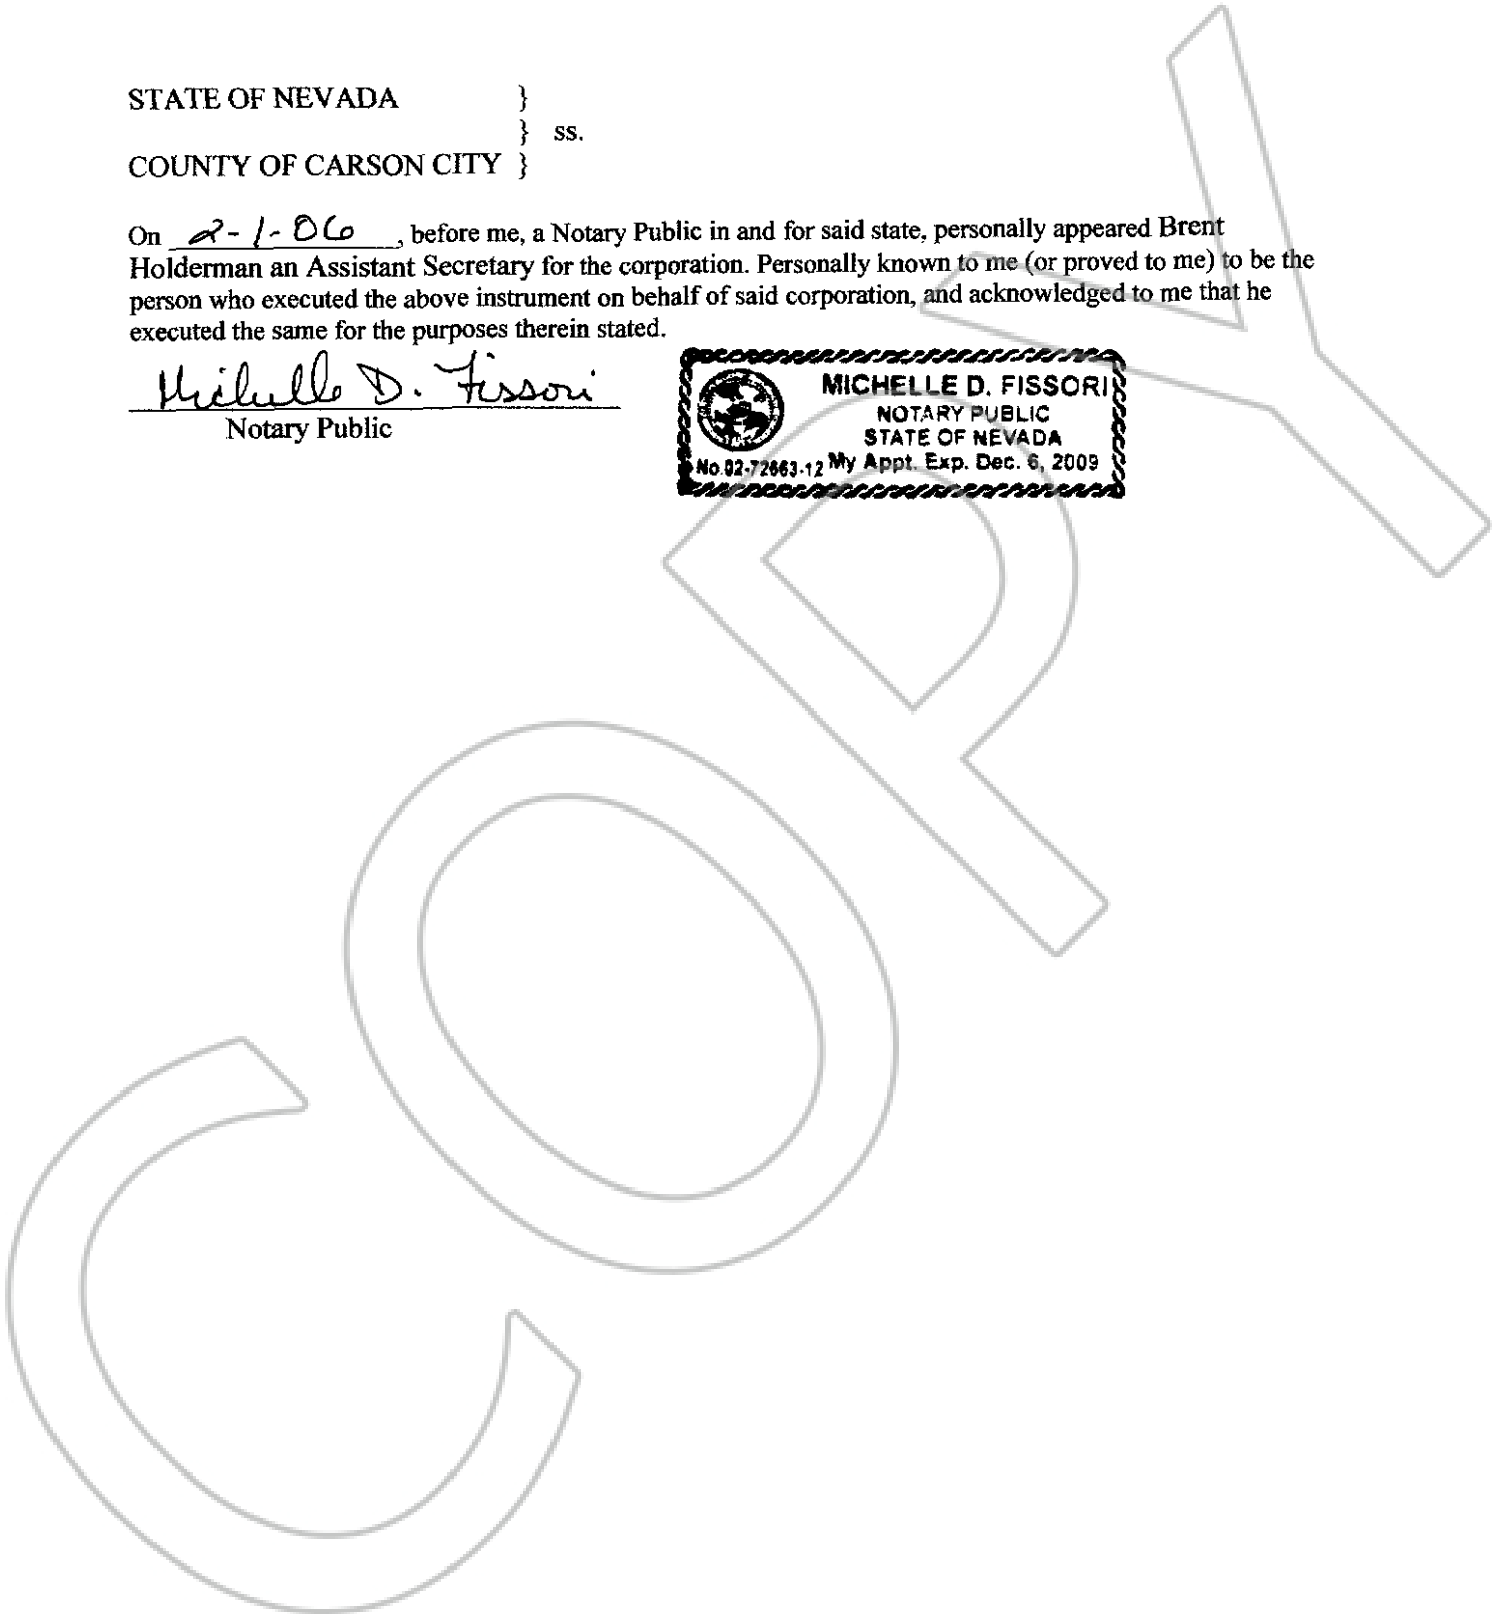 STATE OF NEVADA }
} ss.
COUNTY OF CARSON CITY }
On 2-1-06, before me, a Notary Public in and for said state, personally appeared Brent
Holderman an Assistant Secretary for the corporation. Personally known to me (or proved to me) to be the
person who executed the above instrument on behalf of said corporation, and acknowledged to me that he
executed the same for the purposes therein stated.
Michelle D. Fissori
Notary Public
MICHELLE D. FISSORI
NOTARY PUBLIC
STATE OF NEVADA
No.02-72663-12 My Appt. Exp. Dec. 6, 2009
COPY